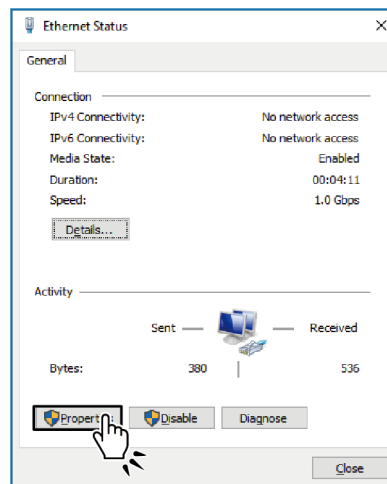 Ethernet Status
General
Connection
IPv4 Connectivity: No network access
IPv6 Connectivity: No network access
Media State: Enabled
Duration: 00:04:11
Speed: 1.0 Gbps
Details...
Activity
Sent Received
Bytes: 380 536
Disable Diagnose
Close